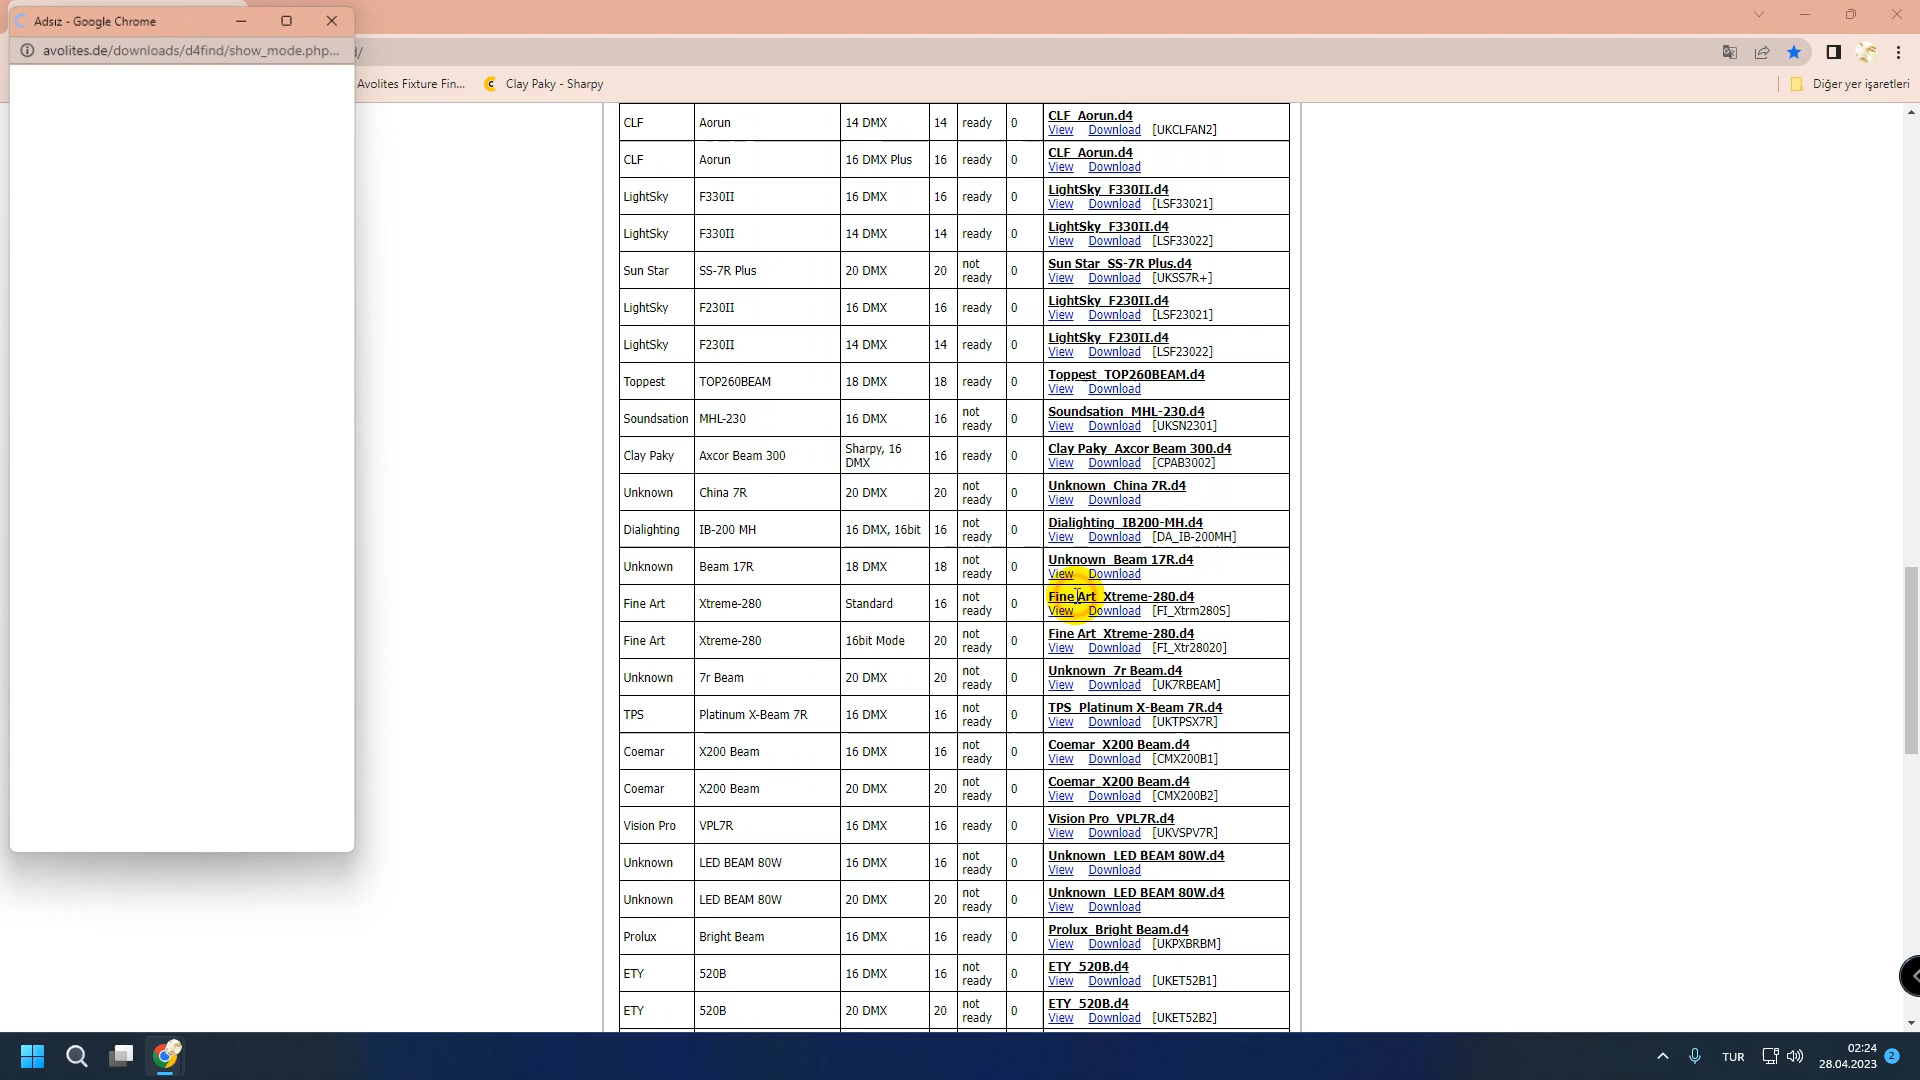 Adsız - Google Chrome
avolites.de/downloads/d4find/show_mode.php...
d/
Avolites Fixture Fin...
Clay Paky - Sharpy
Diğer yer işaretleri
CLF Aorun 14 DMX 14 ready 0 CLF_Aorun.d4
View Download [UKCLFAN2]
CLF Aorun 16 DMX Plus 16 ready 0 CLF_Aorun.d4
View Download
LightSky F330II 16 DMX 16 ready 0 LightSky_F330II.d4
View Download [LSF33021]
LightSky F330II 14 DMX 14 ready 0 LightSky_F330II.d4
View Download [LSF33022]
Sun Star SS-7R Plus 20 DMX 20 not ready 0 Sun Star_SS-7R Plus.d4
View Download [UKSS7R+]
LightSky F230II 16 DMX 16 ready 0 LightSky_F230II.d4
View Download [LSF23021]
LightSky F230II 14 DMX 14 ready 0 LightSky_F230II.d4
View Download [LSF23022]
Toppest TOP260BEAM 18 DMX 18 ready 0 Toppest_TOP260BEAM.d4
View Download
Soundsation MHL-230 16 DMX 16 not ready 0 Soundsation_MHL-230.d4
View Download [UKSN2301]
Clay Paky Axcor Beam 300 Sharpy, 16 DMX 16 ready 0 Clay Paky_Axcor Beam 300.d4
View Download [CPAB3002]
Unknown China 7R 20 DMX 20 not ready 0 Unknown_China 7R.d4
View Download
Dialighting IB-200 MH 16 DMX, 16bit 16 not ready 0 Dialighting_IB200-MH.d4
View Download [DA_IB-200MH]
Unknown Beam 17R 18 DMX 18 not ready 0 Unknown_Beam 17R.d4
View Download
Fine Art Xtreme-280 Standard 16 not ready 0 Fine Art_Xtreme-280.d4
View Download [FI_Xtrm280S]
Fine Art Xtreme-280 16bit Mode 20 not ready 0 Fine Art_Xtreme-280.d4
View Download [FI_Xtr28020]
Unknown 7r Beam 20 DMX 20 not ready 0 Unknown_7r Beam.d4
View Download [UK7RBEAM]
TPS Platinum X-Beam 7R 16 DMX 16 not ready 0 TPS_Platinum X-Beam 7R.d4
View Download [UKTPSX7R]
Coemar X200 Beam 16 DMX 16 not ready 0 Coemar_X200 Beam.d4
View Download [CMX200B1]
Coemar X200 Beam 20 DMX 20 not ready 0 Coemar_X200 Beam.d4
View Download [CMX200B2]
Vision Pro VPL7R 16 DMX 16 ready 0 Vision Pro_VPL7R.d4
View Download [UKVSPV7R]
Unknown LED BEAM 80W 16 DMX 16 not ready 0 Unknown_LED BEAM 80W.d4
View Download
Unknown LED BEAM 80W 20 DMX 20 not ready 0 Unknown_LED BEAM 80W.d4
View Download
Prolux Bright Beam 16 DMX 16 ready 0 Prolux_Bright Beam.d4
View Download [UKPXBRBM]
ETY 520B 16 DMX 16 not ready 0 ETY_520B.d4
View Download [UKET52B1]
ETY 520B 20 DMX 20 not ready 0 ETY_520B.d4
View Download [UKET52B2]
TUR
02:24
28.04.2023
2